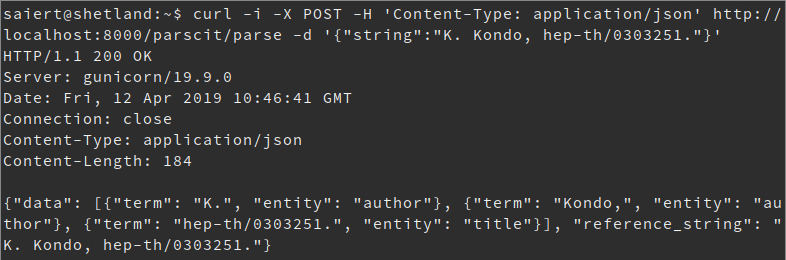 saiert@shetland:~$ curl -i -X POST -H 'Content-Type: application/json' http://
localhost:8000/parscit/parse -d '{"string":"K. Kondo, hep-th/0303251."}'
HTTP/1.1 200 OK
Server: gunicorn/19.9.0
Date: Fri, 12 Apr 2019 10:46:41 GMT
Connection: close
Content-Type: application/json
Content-Length: 184

{"data": [{"term": "K.", "entity": "author"}, {"term": "Kondo,", "entity": "au
thor"}, {"term": "hep-th/0303251.", "entity": "title"}], "reference_string": "
K. Kondo, hep-th/0303251."}